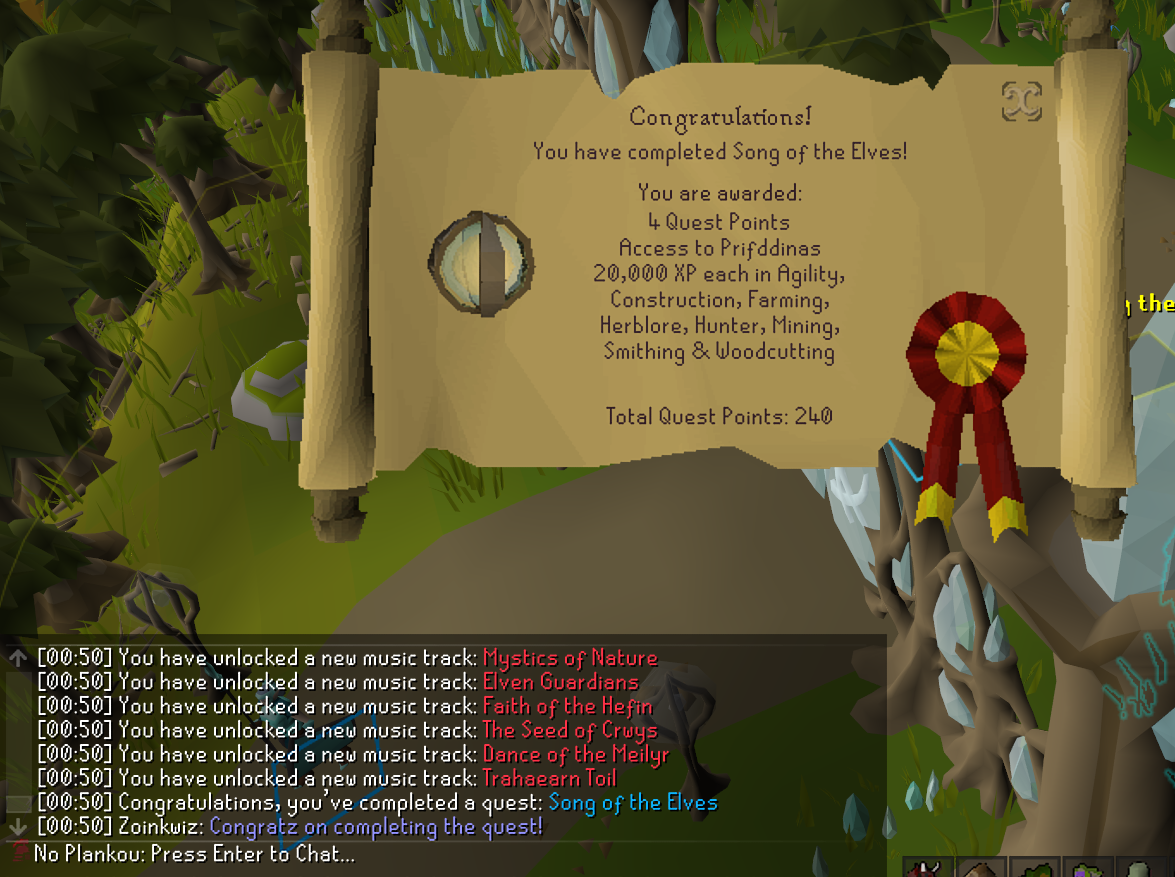 Congratulations!
You have completed Song of the Elves!
You are awarded:
4 Quest Points
Access to Prifddinas
20,000 XP each in Agility,
Construction, Farming,
Herblore, Hunter, Mining,
Smithing & Woodcutting
Total Quest Points: 240
the
[00:50] You have unlocked a new music track: Mystics of Nature
[00:50] You have unlocked a new music track: Elven Guardians
[00:50] You have unlocked a new music track: Faith of the Hefin
[00:50] You have unlocked a new music track: The Seed of Crwys
[00:50] You have unlocked a new music track: Dance of the Meilyr
[00:50] You have unlocked a new music track: Trahaearn Toil
[00:50] Congratulations, you've completed a quest: Song of the Elves
[00:50] Zoinkwiz: Congratz on completing the quest!
No Plankou: Press Enter to Chat...